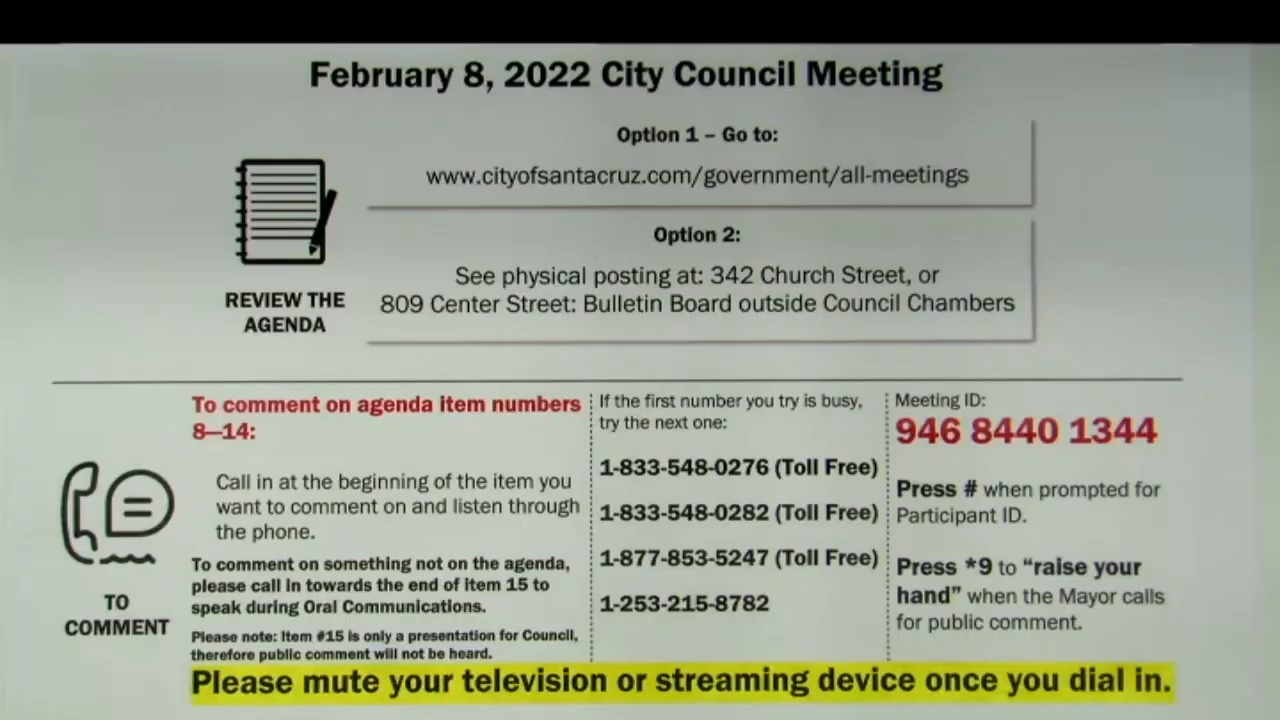 February 8, 2022 City Council Meeting
Option 1 – Go to:
www.cityofsantacruz.com/government/all-meetings
Option 2:
See physical posting at: 342 Church Street, or
809 Center Street: Bulletin Board outside Council Chambers
REVIEW THE
AGENDA
To comment on agenda item numbers
8—14:
Call in at the beginning of the item you
want to comment on and listen through
the phone.
To comment on something not on the agenda,
please call in towards the end of item 15 to
speak during Oral Communications.
Please note: Item #15 is only a presentation for Council,
therefore public comment will not be heard.
TO
COMMENT
If the first number you try is busy,
try the next one:
1-833-548-0276 (Toll Free)
1-833-548-0282 (Toll Free)
1-877-853-5247 (Toll Free)
1-253-215-8782
Meeting ID:
946 8440 1344
Press # when prompted for
Participant ID.
Press *9 to “raise your
hand” when the Mayor calls
for public comment.
Please mute your television or streaming device once you dial in.